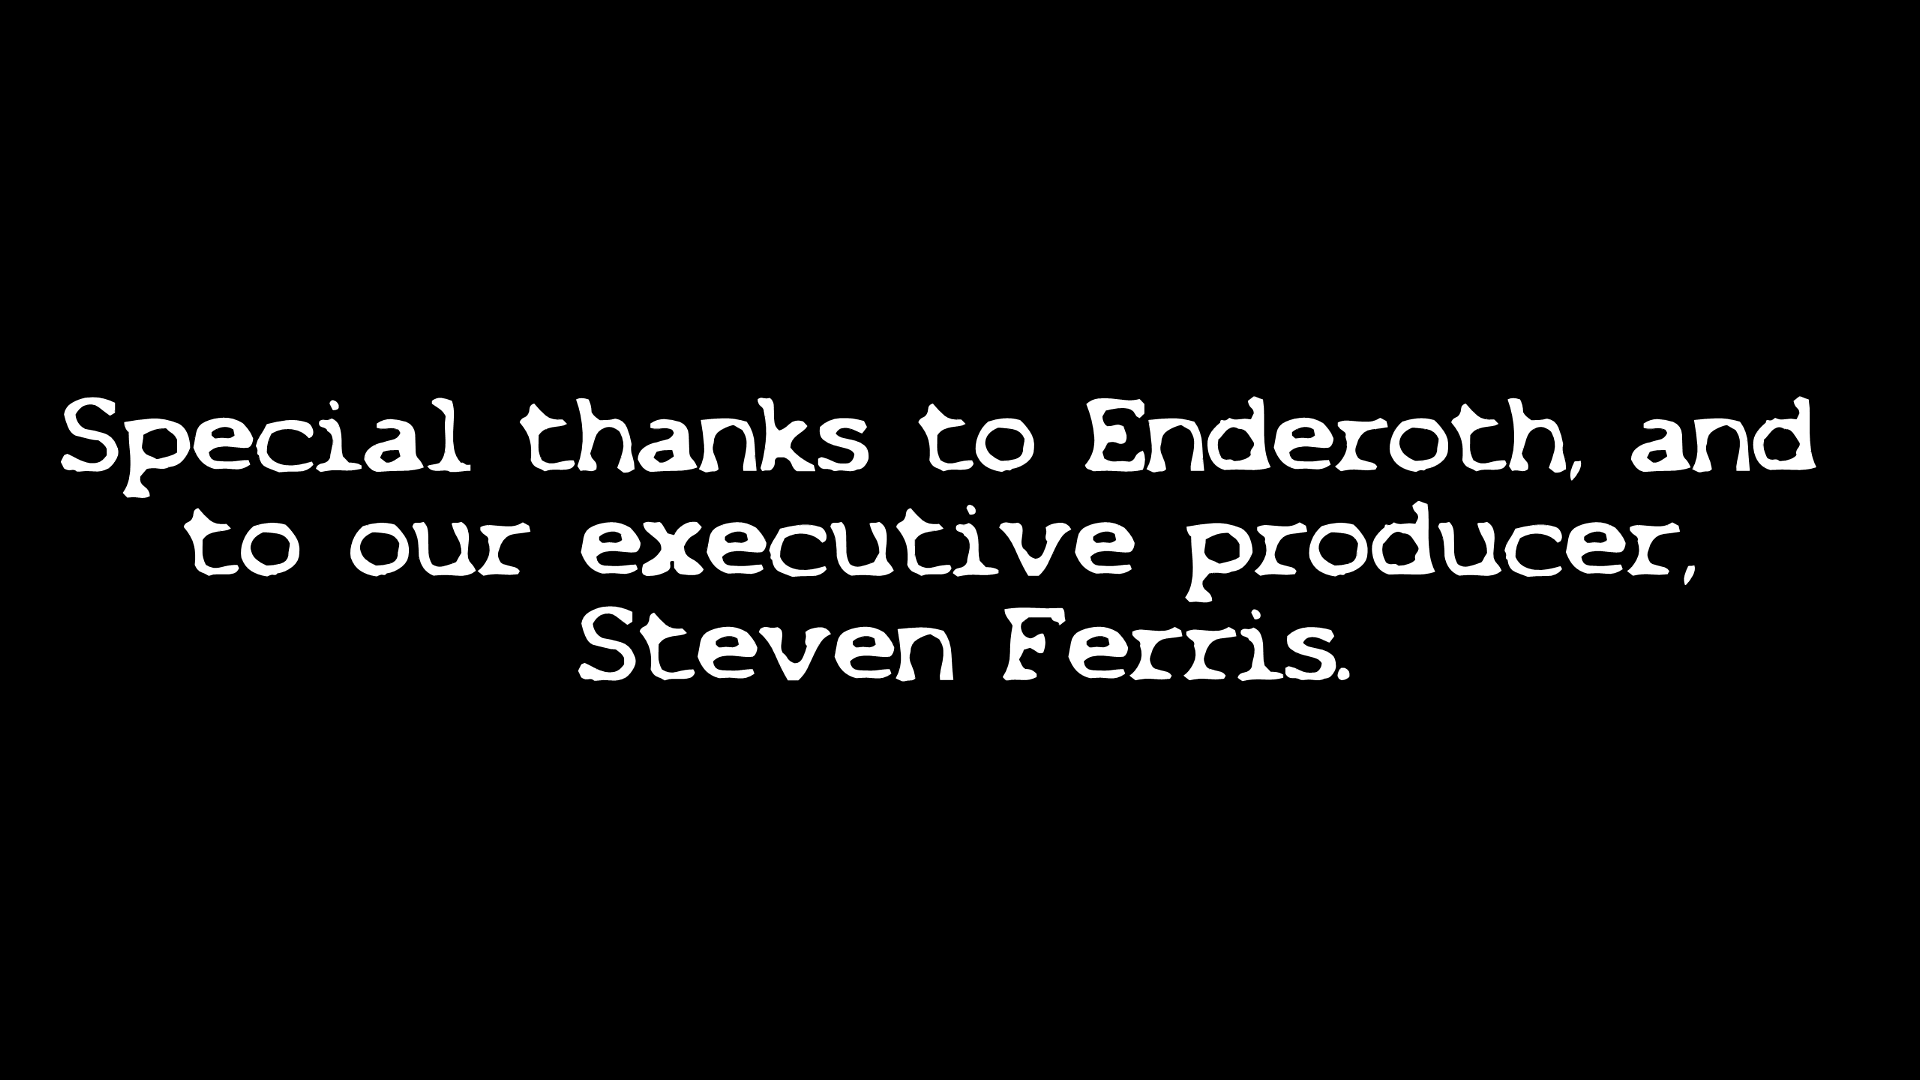 Special thanks to Enderoth, and
to our executive producer,
Steven Ferris.